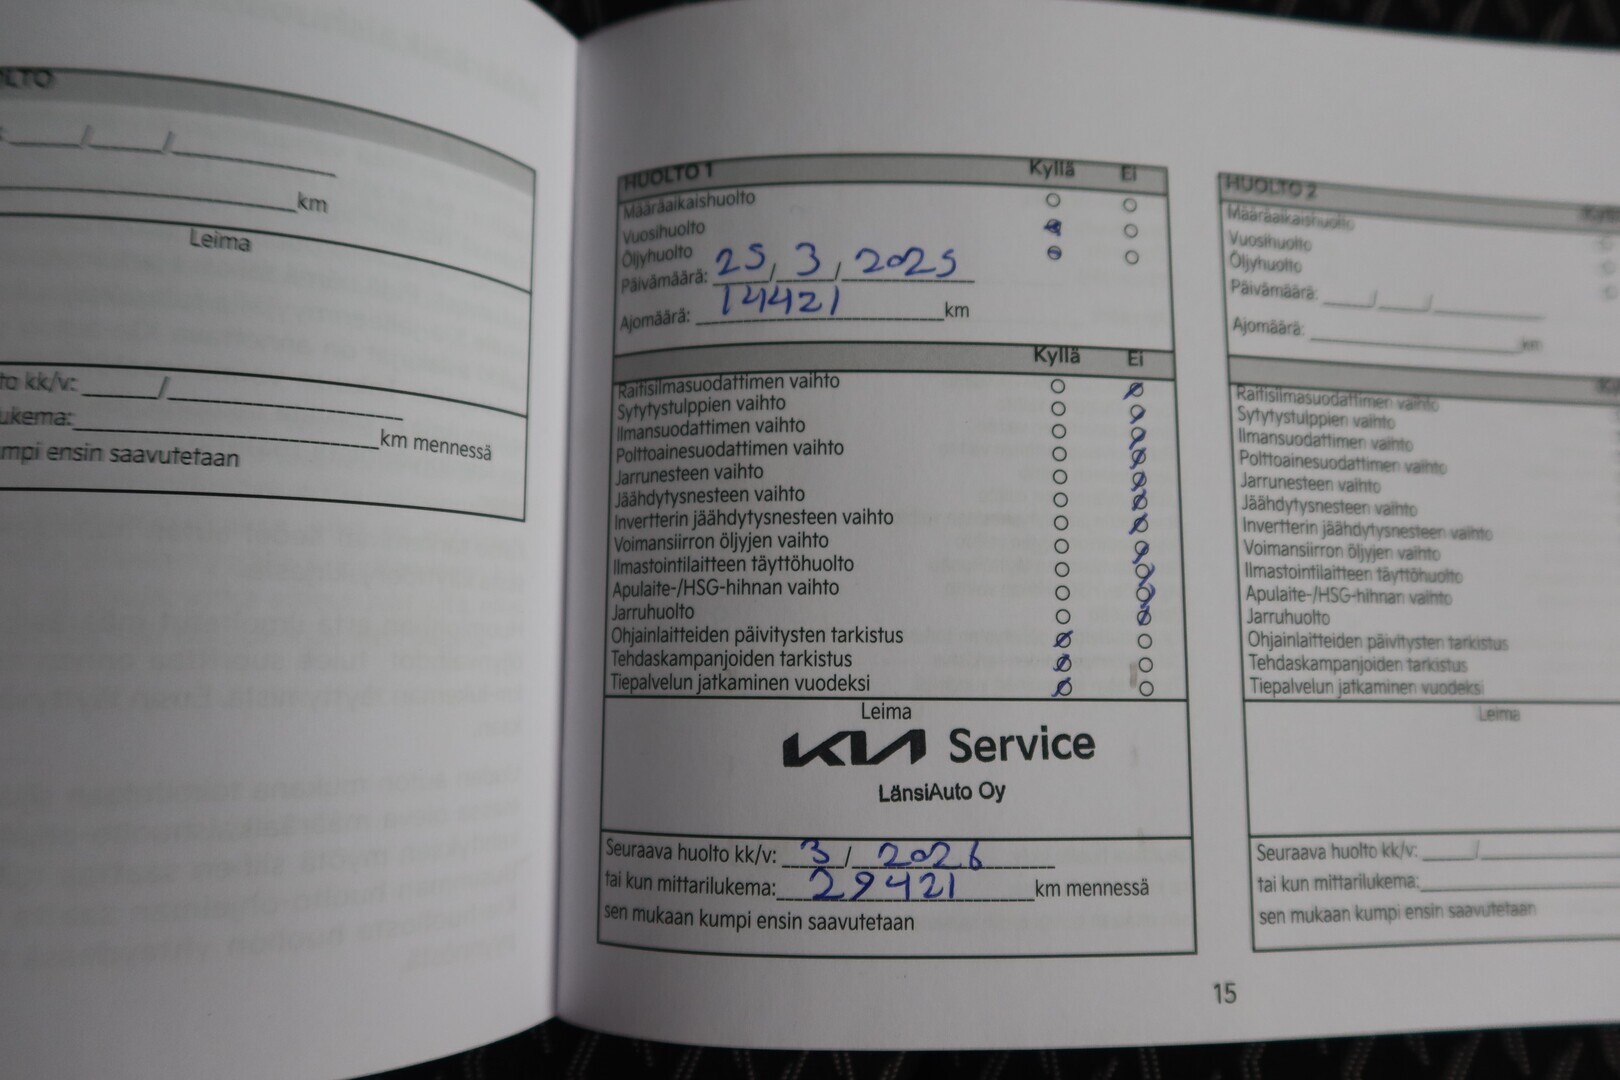 km
Leima
to kk/v: /
km mennessä
mpi ensin saavutetaan
HUOLTO 1 Kyllä Ei
Määräaikaishuolto
Vuosihuolto
Öljyhuolto
Päivämäärä: 25 / 3 / 2025
Ajomäärä: 14421 km
Kyllä Ei
Raitisilmasuodattimen vaihto
Sytytystulppien vaihto
Ilmansuodattimen vaihto
Polttoainesuodattimen vaihto
Jarrunesteen vaihto
Jäähdytysnesteen vaihto
Invertterin jäähdytysnesteen vaihto
Voimansiirron öljyjen vaihto
Ilmastointilaitteen täyttöhuolto
Apulaite-/HSG-hihnan vaihto
Jarruhuolto
Ohjainlaitteiden päivitysten tarkistus
Tehdaskampanjoiden tarkistus
Tiepalvelun jatkaminen vuodeksi
Leima
KIA Service
LänsiAuto Oy
Seuraava huolto kk/v: 3 / 2026
tai kun mittarilukema: 29421 km mennessä
sen mukaan kumpi ensin saavutetaan
HUOLTO 2
Määräaikaishuolto
Vuosihuolto
Öljyhuolto
Päivämäärä: / /
Ajomäärä: km
Raitisilmasuodattimen vaihto
Sytytystulppien vaihto
Ilmansuodattimen vaihto
Polttoainesuodattimen vaihto
Jarrunesteen vaihto
Jäähdytysnesteen vaihto
Invertterin jäähdytysnesteen vaihto
Voimansiirron öljyjen vaihto
Ilmastointilaitteen täyttöhuolto
Apulaite-/HSG-hihnan vaihto
Jarruhuolto
Ohjainlaitteiden päivitysten tarkistus
Tehdaskampanjoiden tarkistus
Tiepalvelun jatkaminen vuodeksi
Leima
Seuraava huolto kk/v: /
tai kun mittarilukema:
sen mukaan kumpi ensin saavutetaan
15